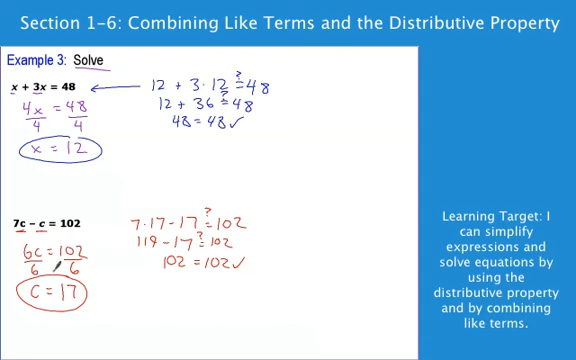 Section 1-6: Combining Like Terms and the Distributive Property
Example 3: Solve
x + 3x = 48
4x = 48
4 4
x = 12
12 + 3 · 12 ?= 48
12 + 36 ?= 48
48 = 48 ✓
7c – c = 102
6c = 102
6 6
c = 17
7 · 17 – 17 ?= 102
119 – 17 ?= 102
102 = 102 ✓
Learning Target: I
can simplify
expressions and
solve equations by
using the
distributive property
and by combining
like terms.